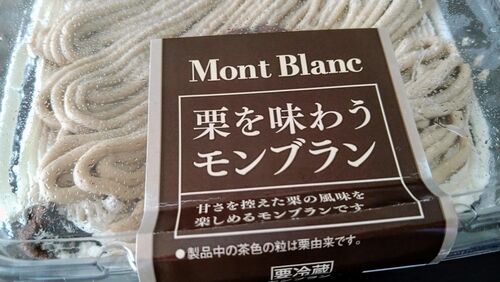 Mont Blanc
栗を味わう
モンブラン
甘さを控えた栗の風味を
楽しめるモンブランです
●製品中の茶色の粒は栗由来です。
要冷蔵